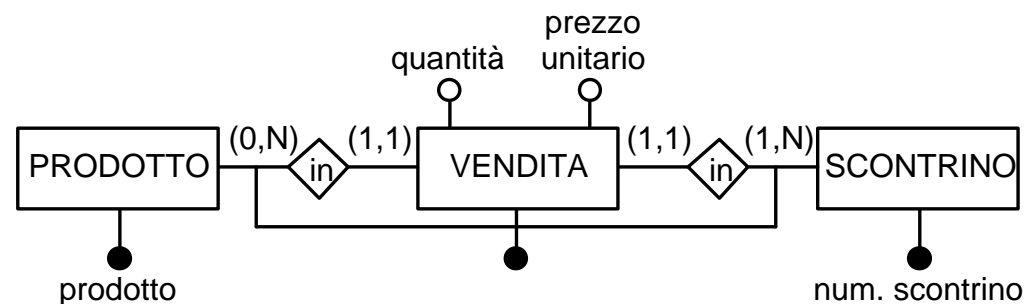 prezzo
quantità unitario
(0,N) (1,1) (1,1) (1,N)
PRODOTTO in VENDITA in SCONTRINO
prodotto num. scontrino